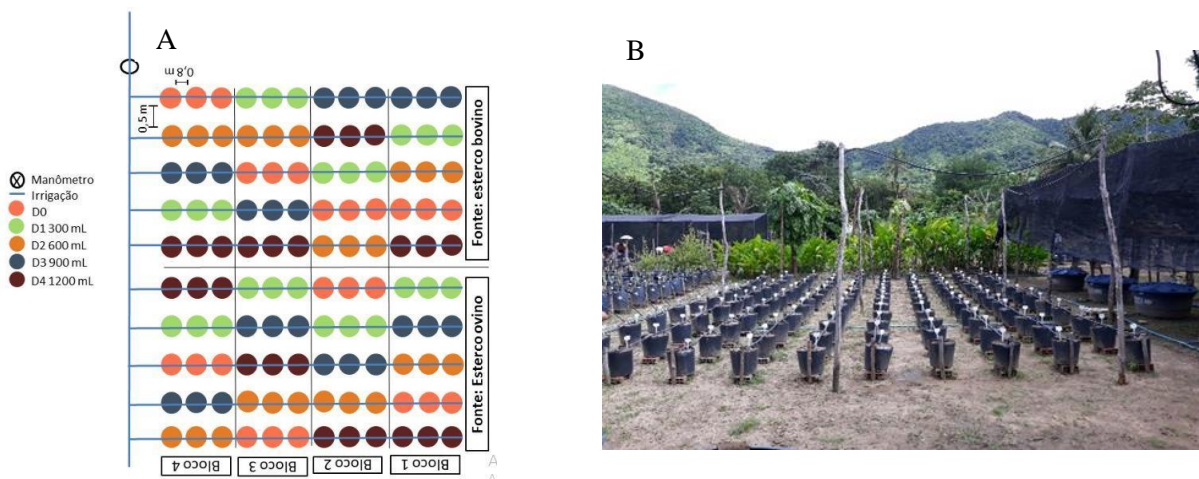 A
B
0,8
m
0,5 m
Manômetro
Irrigação
D0
D1 300 mL
D2 600 mL
D3 900 mL
D4 1200 mL
Fonte: esterco bovino
Fonte: Esterco ovino
Bloco 4
Bloco 3
Bloco 2
Bloco 1
A